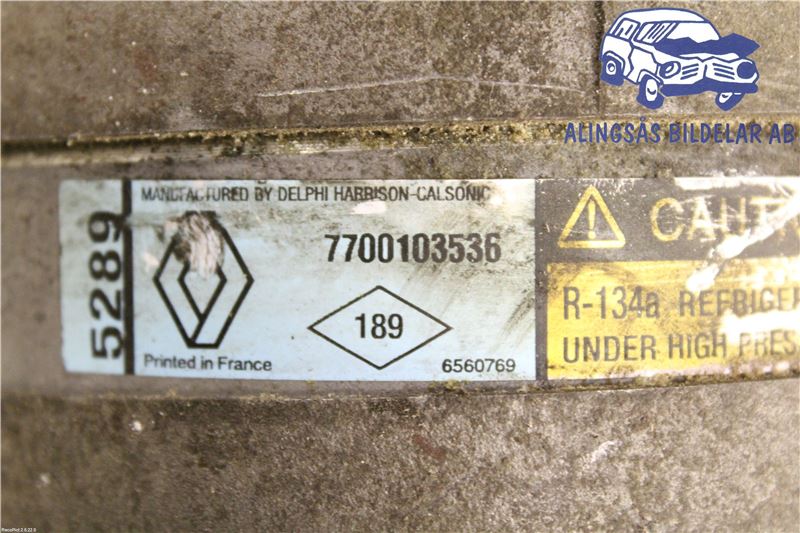 ALINGSÅS BILDELAR AB
5289
MANUFACTURED BY DELPHI HARRISON-CALSONIC
7700103536
189
Printed in France
6560769
R-134a
UNDER HIGH